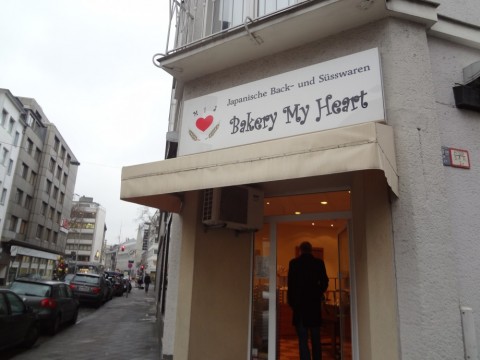 Japanische Back- und Süsswaren
Bakery My Heart